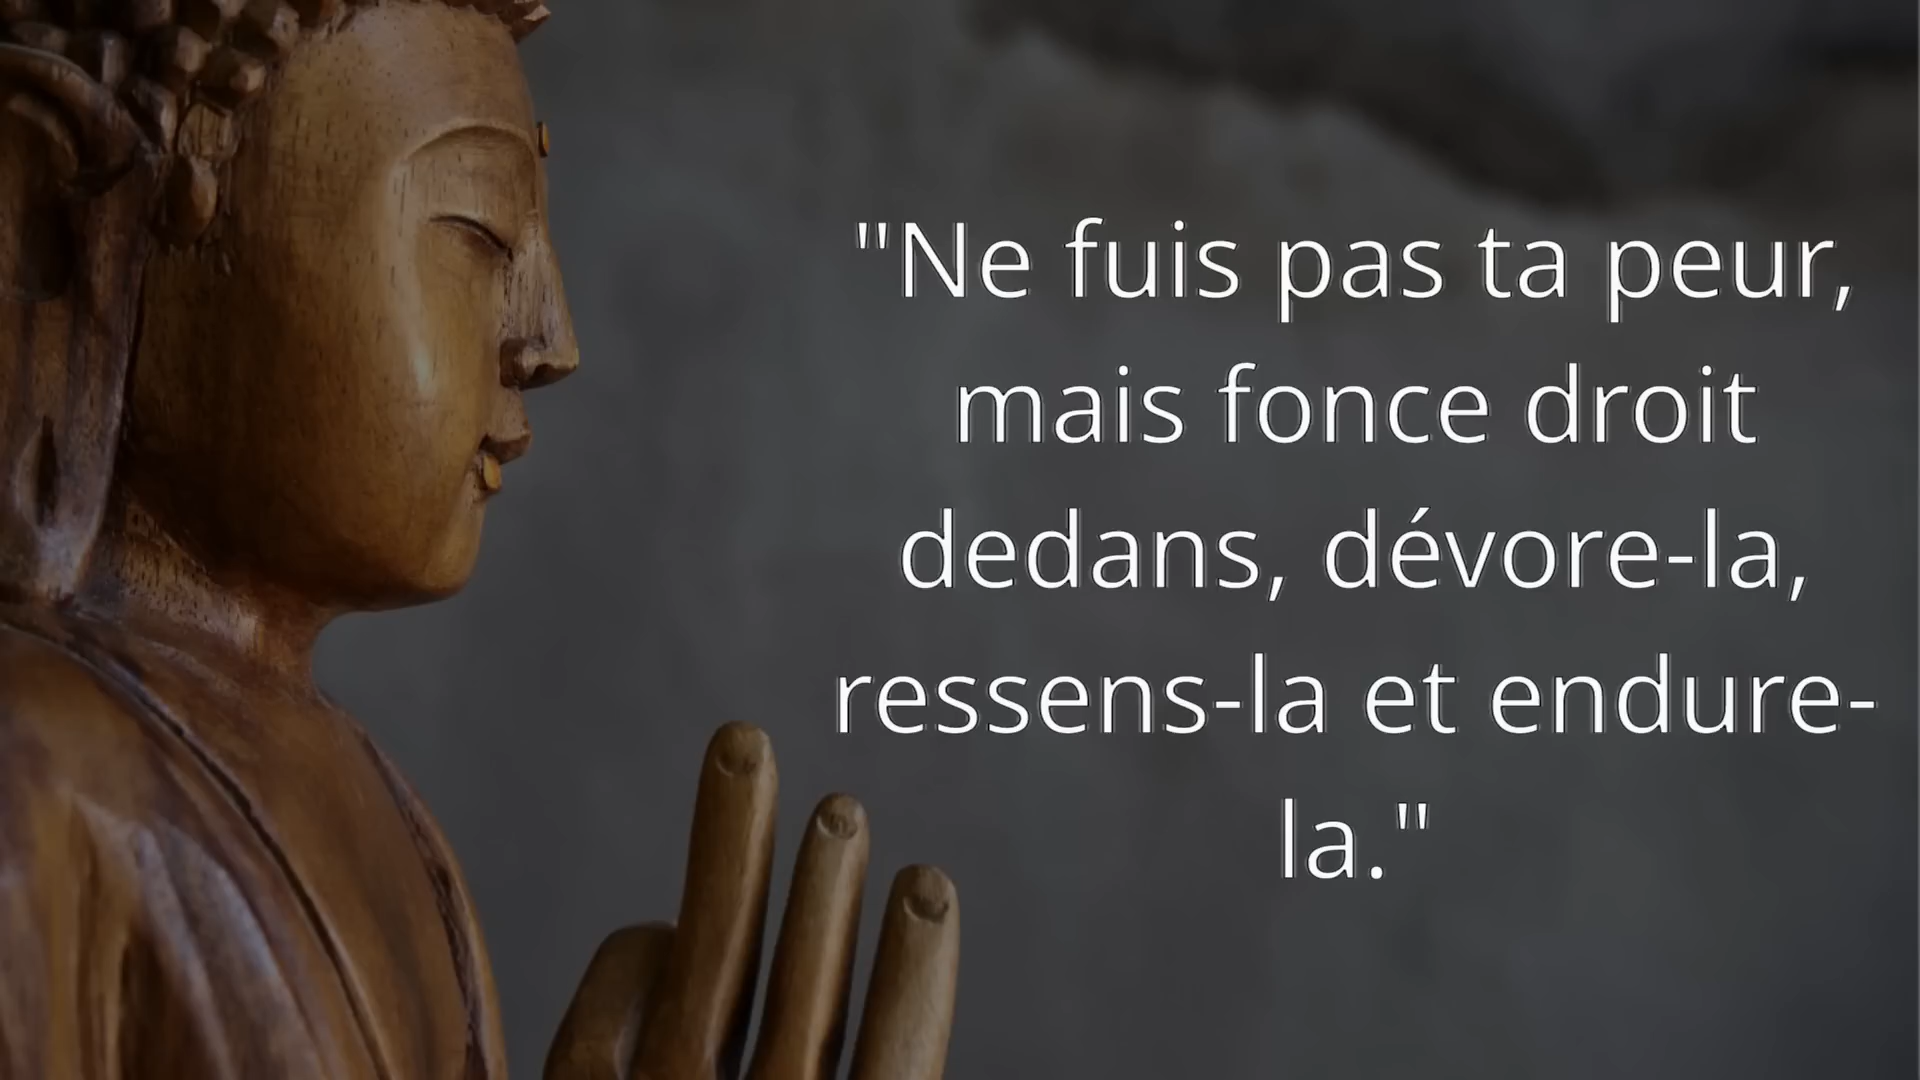 "Ne fuis pas ta peur,
mais fonce droit
dedans, dévore-la,
ressens-la et endure-
la."